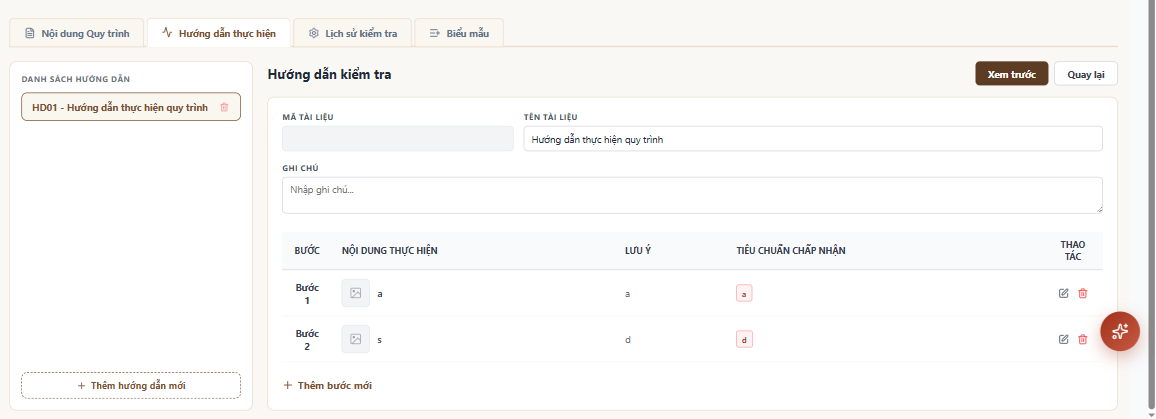 Nội dung Quy trình
Hướng dẫn thực hiện
Lịch sử kiểm tra
Biểu mẫu
DANH SÁCH HƯỚNG DẪN
HD01 - Hướng dẫn thực hiện quy trình
Thêm hướng dẫn mới
Hướng dẫn kiểm tra
Xem trước
Quay lại
MÃ TÀI LIỆU
TÊN TÀI LIỆU
Hướng dẫn thực hiện quy trình
GHI CHÚ
Nhập ghi chú...
BƯỚC
NỘI DUNG THỰC HIỆN
LƯU Ý
TIÊU CHUẨN CHẤP NHẬN
THAO
TÁC
Bước
1
a
a
a
Bước
2
s
d
d
+ Thêm bước mới